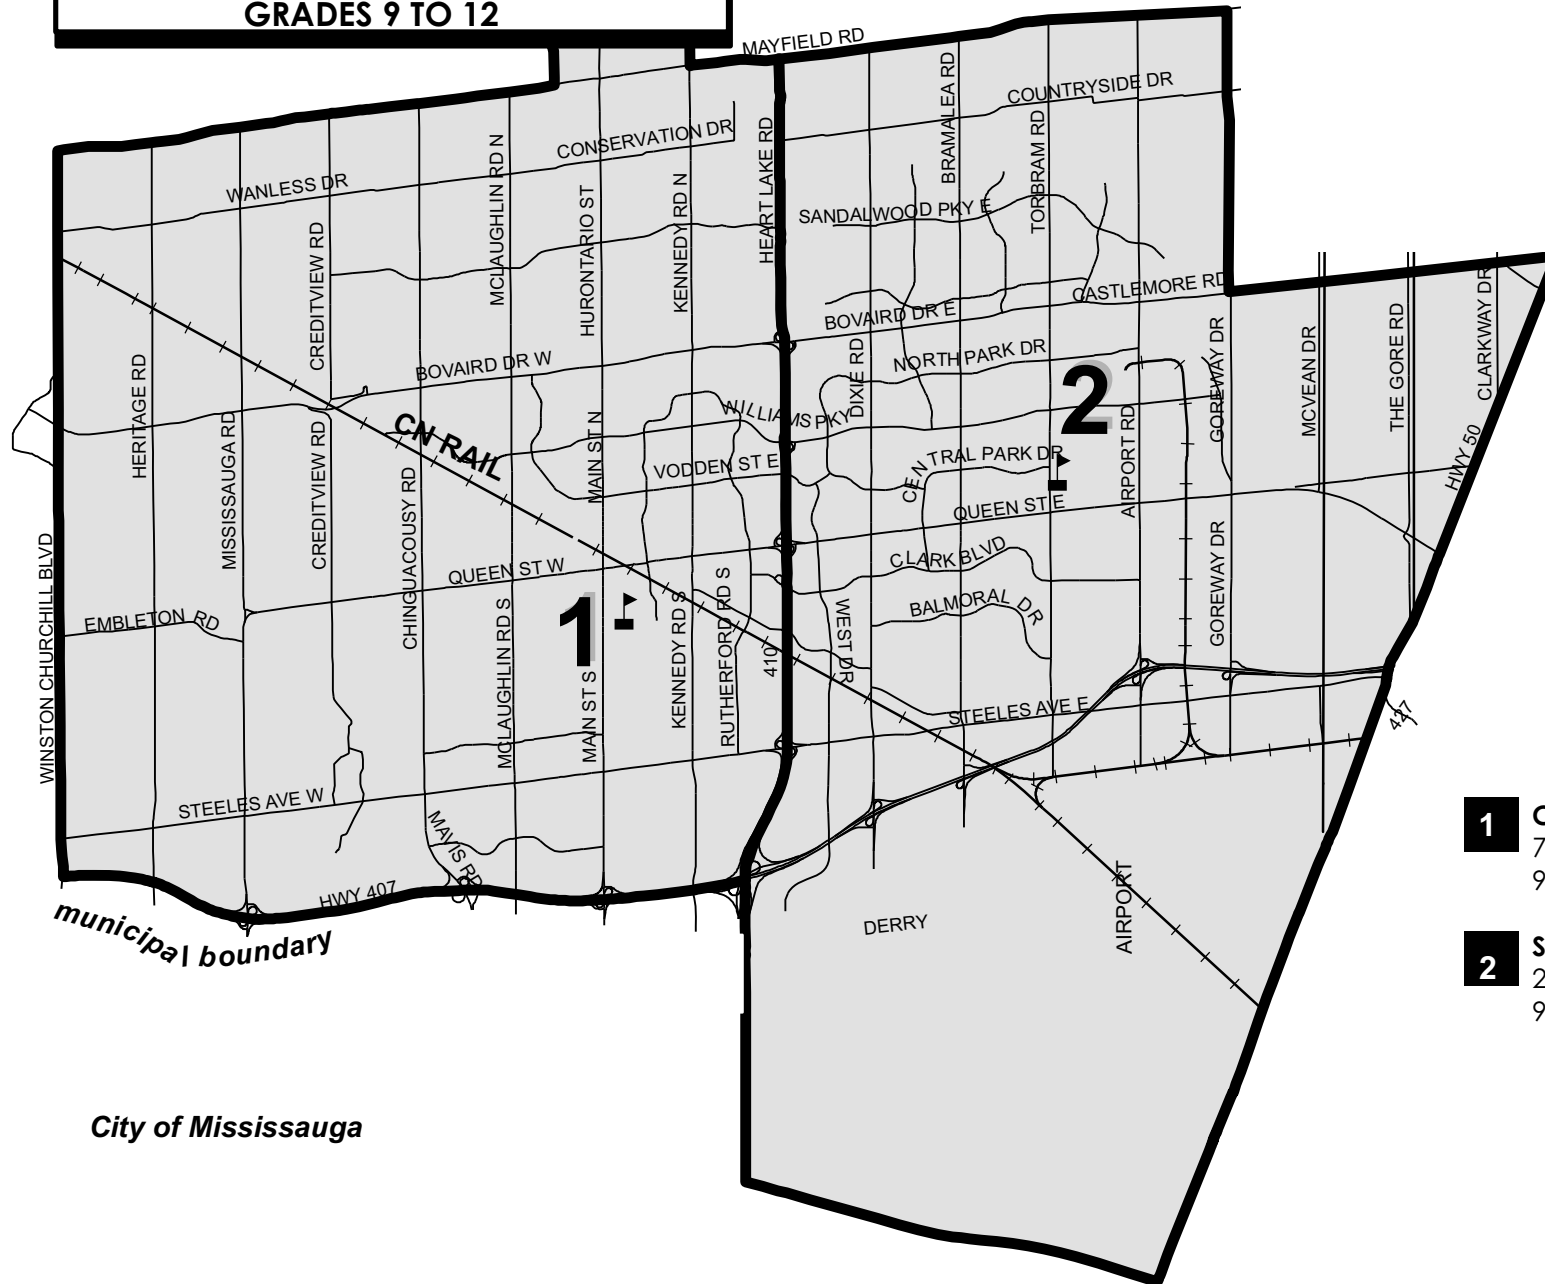 GRADES 9 TO 12
MAYFIELD RD
COUNTRYSIDE DR
BRAMALEA RD
TORBRAM RD
CONSERVATION DR
HEART LAKE RD
WANLESS DR
MCLAUGHLIN RD N
HURONTARIO ST
KENNEDY RD N
SANDALWOOD PKY E
CREDITVIEW RD
CASTLEMORE RD
BOVAIRD DR E
CLARKWAY DR
THE GORE RD
MCVEAN DR
GOREWAY DR
NORTH PARK DR
DIXIE RD
BOVAIRD DR W
HERITAGE RD
2
WILLIAMS PKY
CN RAIL
MAIN ST N
MISSISSAUGA RD
CREDITVIEW RD
CHINGUACOUSY RD
VODDEN ST E
CENTRAL PARK DR
AIRPORT RD
HWY 50
QUEEN ST E
WINSTON CHURCHILL BLVD
QUEEN ST W
CLARK BLVD
GOREWAY DR
BALMORAL DR
EMBLETON RD
1
MCLAUGHLIN RD S
MAIN ST S
KENNEDY RD S
RUTHERFORD RD S
410
WEST DR
STEELES AVE E
427
STEELES AVE W
MAVIS RD
HWY 407
municipal boundary
DERRY
AIRPORT
1
7
9
2
S
2
9
City of Mississauga